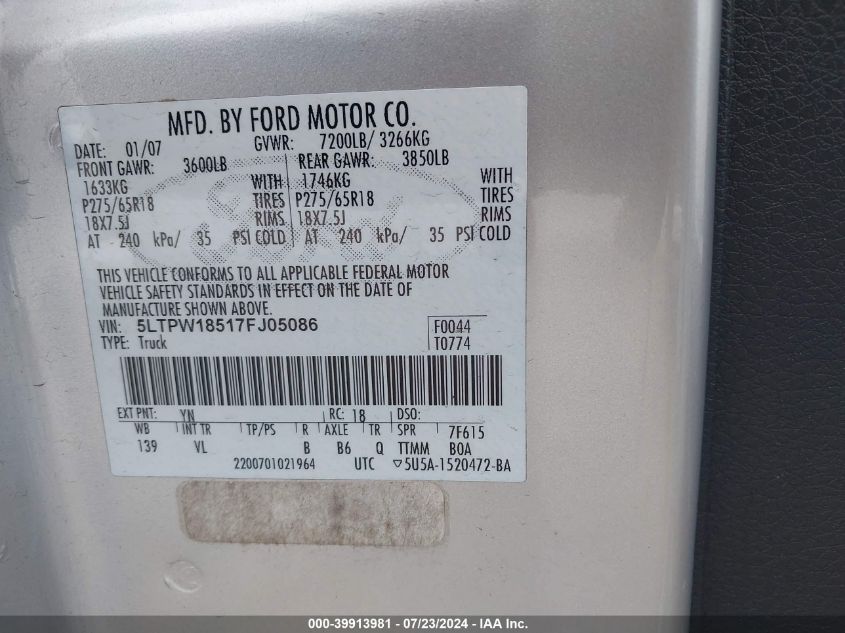 MFD. BY FORD MOTOR CO.
DATE: 01/07 GVWR: 7200LB/ 3266KG
FRONT GAWR: 3600LB REAR GAWR: 3850LB
1633KG WITH 1746KG WITH
P275/65R18 TIRES P275/65R18 TIRES
18X7.5J RIMS 18X7.5J RIMS
AT 240 kPa/ 35 PSI COLD AT 240 kPa/ 35 PSI COLD
THIS VEHICLE CONFORMS TO ALL APPLICABLE FEDERAL MOTOR
VEHICLE SAFETY STANDARDS IN EFFECT ON THE DATE OF
MANUFACTURE SHOWN ABOVE.
VIN: 5LTPW18517FJ05086 F0044
TYPE: Truck T0774
EXT PNT: YN RC: 18 DSO:
WB INT TR TP/PS R AXLE TR SPR 7F615
139 VL B B6 Q TTMM BOA
2200701021964 UTC ▽5U5A-1520472-BA
000-39913981 / 07/23/2024 - IAA Inc.